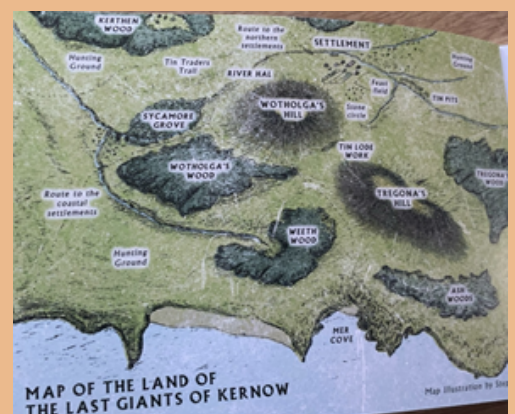 KERTHEN
WOOD
Hunting
Ground
Tin Traders
Trail
Route to the
northern
settlements
SETTLEMENT
RIVER HAL
Hunting
Ground
Feast
field
TIN PITS
Stone
circle
WOTHOLGA'S
HILL
SYCAMORE
GROVE
TIN LODE
WORK
WOTHOLGA'S
WOOD
TREGONA'S
WOOD
TREGONA'S
HILL
Route to the
coastal
settlements
WEETH
WOOD
Hunting
Ground
ASH
WOODS
MER
COVE
MAP OF THE LAND OF
THE LAST GIANTS OF KERNOW
Map illustration by